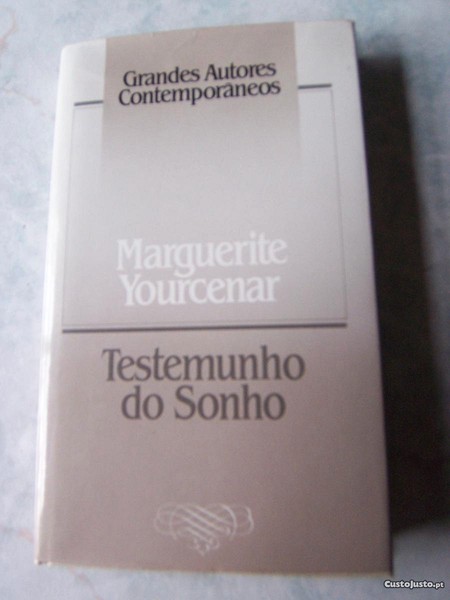 Grandes Autores
Contemporâneos
Marguerite
Yourcenar
Testemunho
do Sonho
CustoJusto.pt